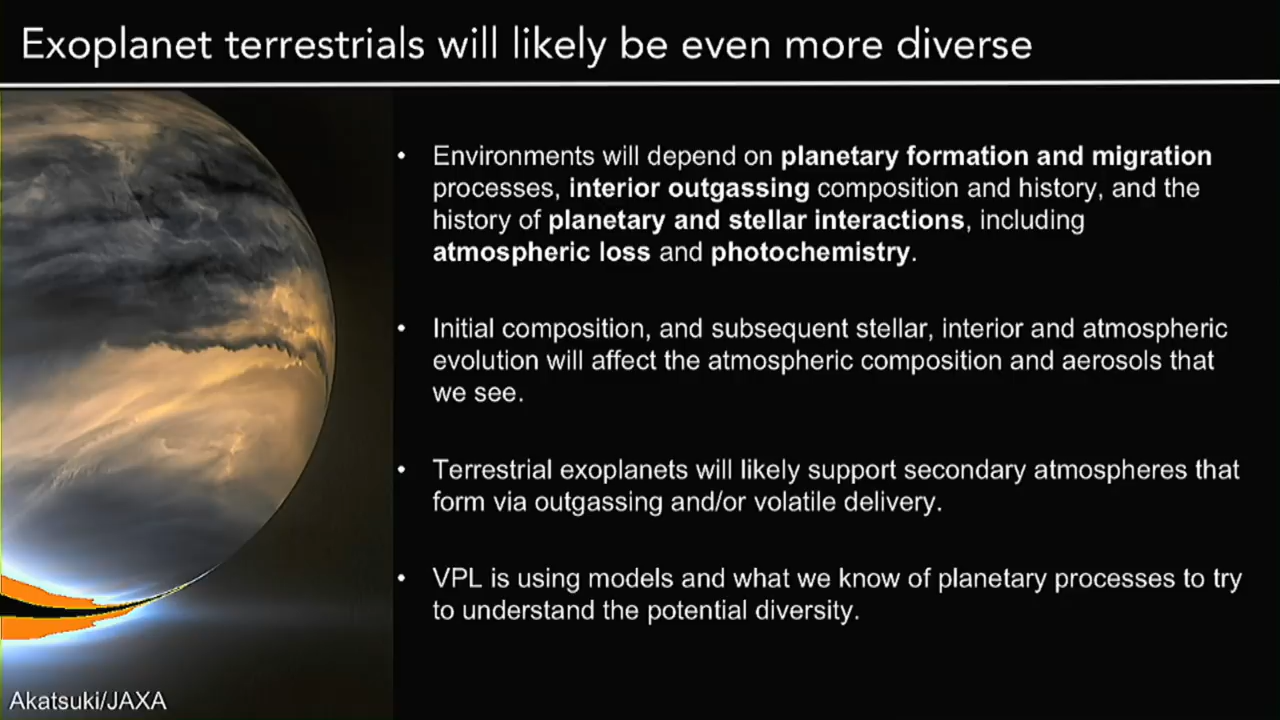 Exoplanet terrestrials will likely be even more diverse
• Environments will depend on planetary formation and migration
processes, interior outgassing composition and history, and the
history of planetary and stellar interactions, including
atmospheric loss and photochemistry.
• Initial composition, and subsequent stellar, interior and atmospheric
evolution will affect the atmospheric composition and aerosols that
we see.
• Terrestrial exoplanets will likely support secondary atmospheres that
form via outgassing and/or volatile delivery.
• VPL is using models and what we know of planetary processes to try
to understand the potential diversity.
Akatsuki/JAXA